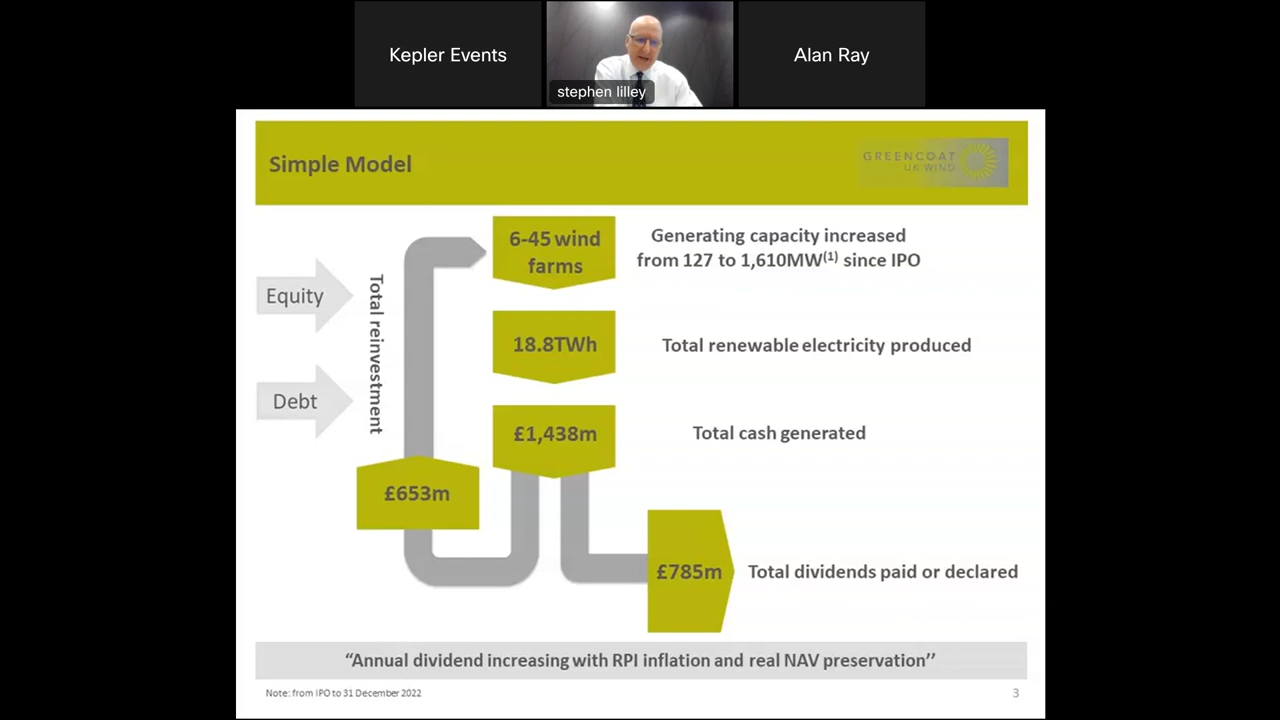 Kepler Events
stephen lilley
Alan Ray
Simple Model
GREENCOAT
UK WIND
6-45 wind
farms
Generating capacity increased
from 127 to 1,610MW(1) since IPO
Equity
Total reinvestment
18.8TWh
Total renewable electricity produced
Debt
£1,438m
Total cash generated
£653m
£785m
Total dividends paid or declared
“Annual dividend increasing with RPI inflation and real NAV preservation’’
Note: from IPO to 31 December 2022
3